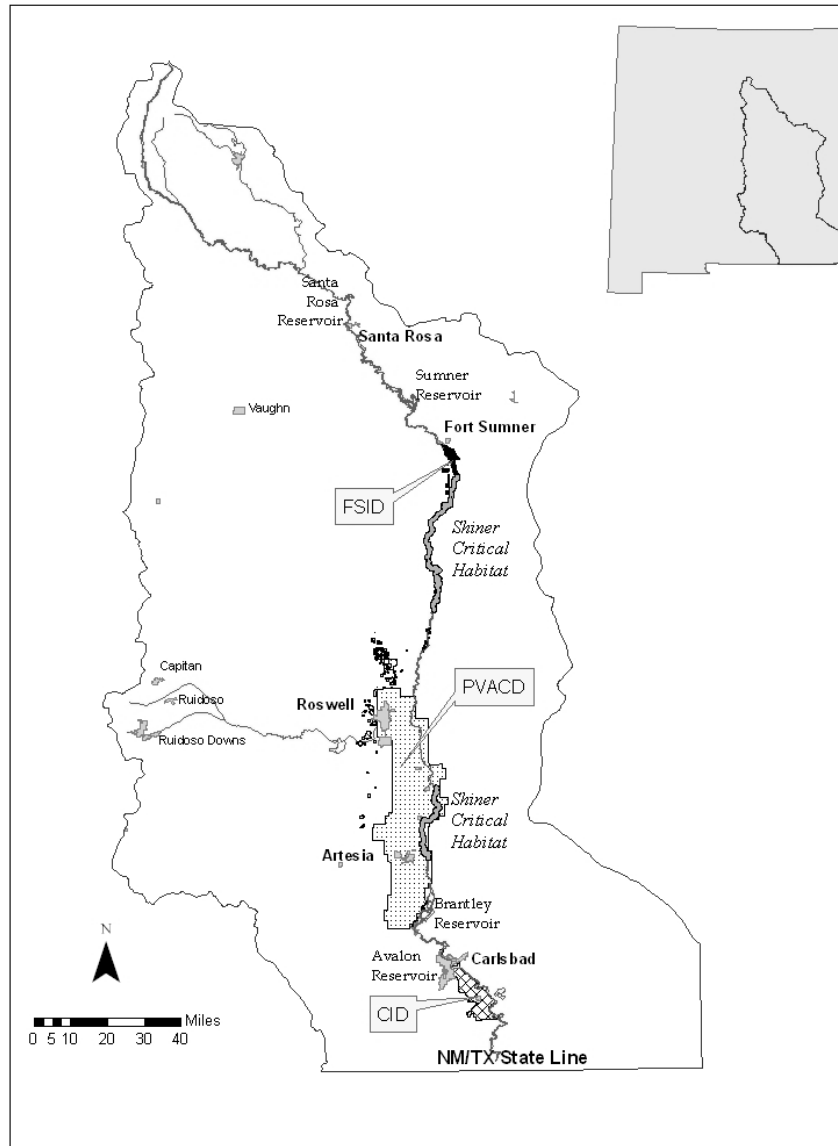 Santa
Rosa
Reservoir
Santa Rosa
Sumner
Reservoir
Vaughn
Fort Sumner
FSID
Shiner
Critical
Habitat
Capitan
PVACD
Ruidoso
Roswell
Ruidoso Downs
Shiner
Critical
Habitat
Artesia
Brantley
Reservoir
N
Avalon
Reservoir
Carlsbad
CID
Miles
0 5 10 20 30 40
NM/TX State Line